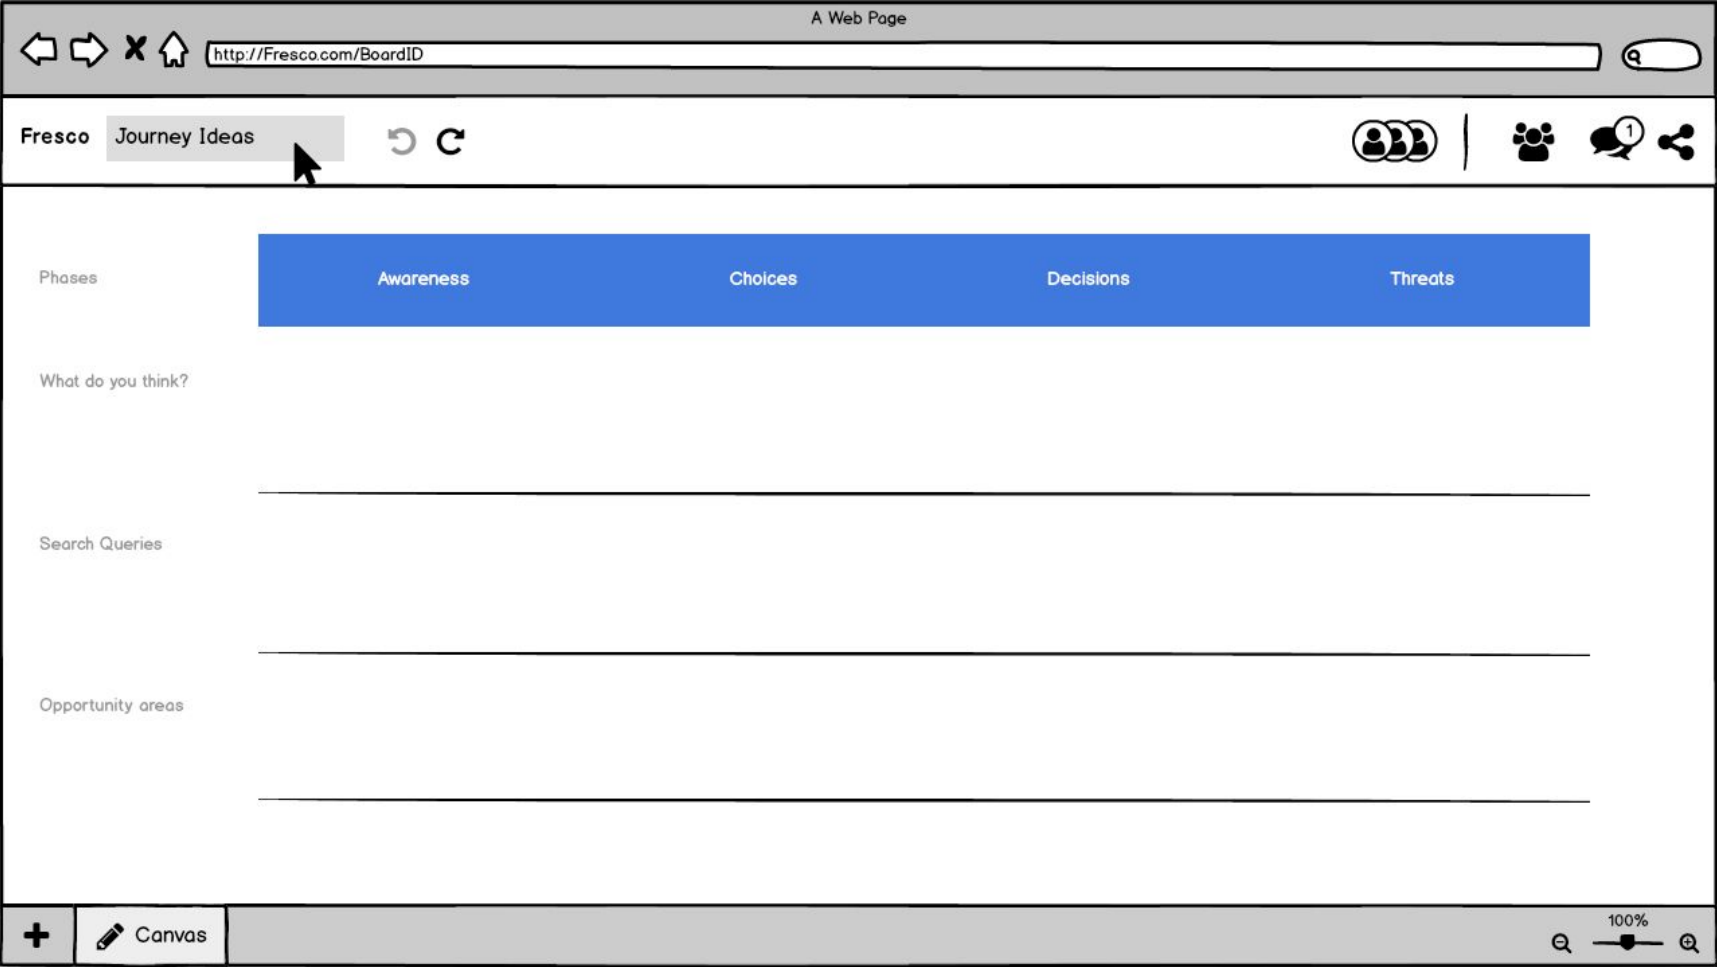 A Web Page
http://Fresco.com/BoardID
Fresco Journey Ideas
1
Phases Awareness Choices Decisions Threats
What do you think?
Search Queries
Opportunity areas
Canvas
100%